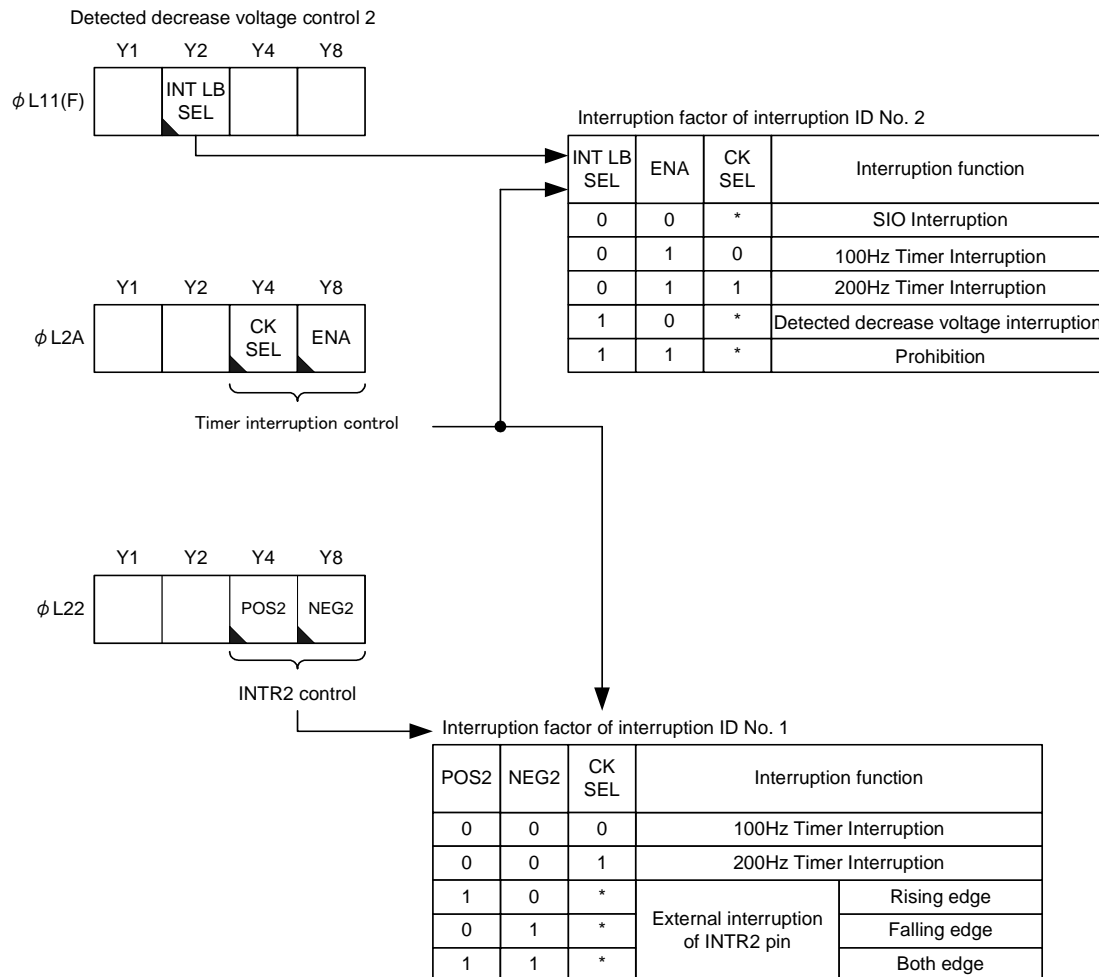 Detected decrease voltage control 2
Y1 Y2 Y4 Y8
ϕL11(F)
INT LB
SEL
Interruption factor of interruption ID No. 2
INT LB
SEL
ENA
CK
SEL
Interruption function
0 0 * SIO Interruption
0 1 0 100Hz Timer Interruption
0 1 1 200Hz Timer Interruption
1 0 * Detected decrease voltage interruption
1 1 * Prohibition
Y1 Y2 Y4 Y8
ϕL2A
CK
SEL
ENA
Timer interruption control
Y1 Y2 Y4 Y8
ϕL22
POS2 NEG2
INTR2 control
Interruption factor of interruption ID No. 1
POS2 NEG2
CK
SEL
Interruption function
0 0 0 100Hz Timer Interruption
0 0 1 200Hz Timer Interruption
1 0 * Rising edge
External interruption
of INTR2 pin
0 1 * Falling edge
1 1 * Both edge